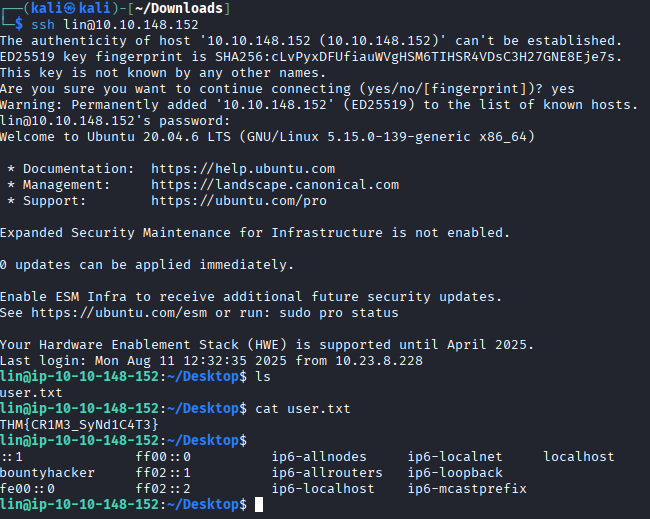 ┌──(kali㉿kali)-[~/Downloads]
└─$ ssh lin@10.10.148.152
The authenticity of host '10.10.148.152 (10.10.148.152)' can't be established.
ED25519 key fingerprint is SHA256:cLvPyxDFUfiauWVgHSM6TIHSR4VDsC3H27GNE8Eje7s.
This key is not known by any other names.
Are you sure you want to continue connecting (yes/no/[fingerprint])? yes
Warning: Permanently added '10.10.148.152' (ED25519) to the list of known hosts.
lin@10.10.148.152's password:
Welcome to Ubuntu 20.04.6 LTS (GNU/Linux 5.15.0-139-generic x86_64)
* Documentation:  https://help.ubuntu.com
* Management:     https://landscape.canonical.com
* Support:        https://ubuntu.com/pro
Expanded Security Maintenance for Infrastructure is not enabled.
0 updates can be applied immediately.
Enable ESM Infra to receive additional future security updates.
See https://ubuntu.com/esm or run: sudo pro status
Your Hardware Enablement Stack (HWE) is supported until April 2025.
Last login: Mon Aug 11 12:32:35 2025 from 10.23.8.228
lin@ip-10-10-148-152:~/Desktop$ ls
user.txt
lin@ip-10-10-148-152:~/Desktop$ cat user.txt
THM{CR1M3_SyNd1C4T3}
lin@ip-10-10-148-152:~/Desktop$
::1              ff00::0          ip6-allnodes     ip6-localnet     localhost
bountyhacker     ff02::1          ip6-allrouters   ip6-loopback
fe00::0          ff02::2          ip6-localhost    ip6-mcastprefix
lin@ip-10-10-148-152:~/Desktop$